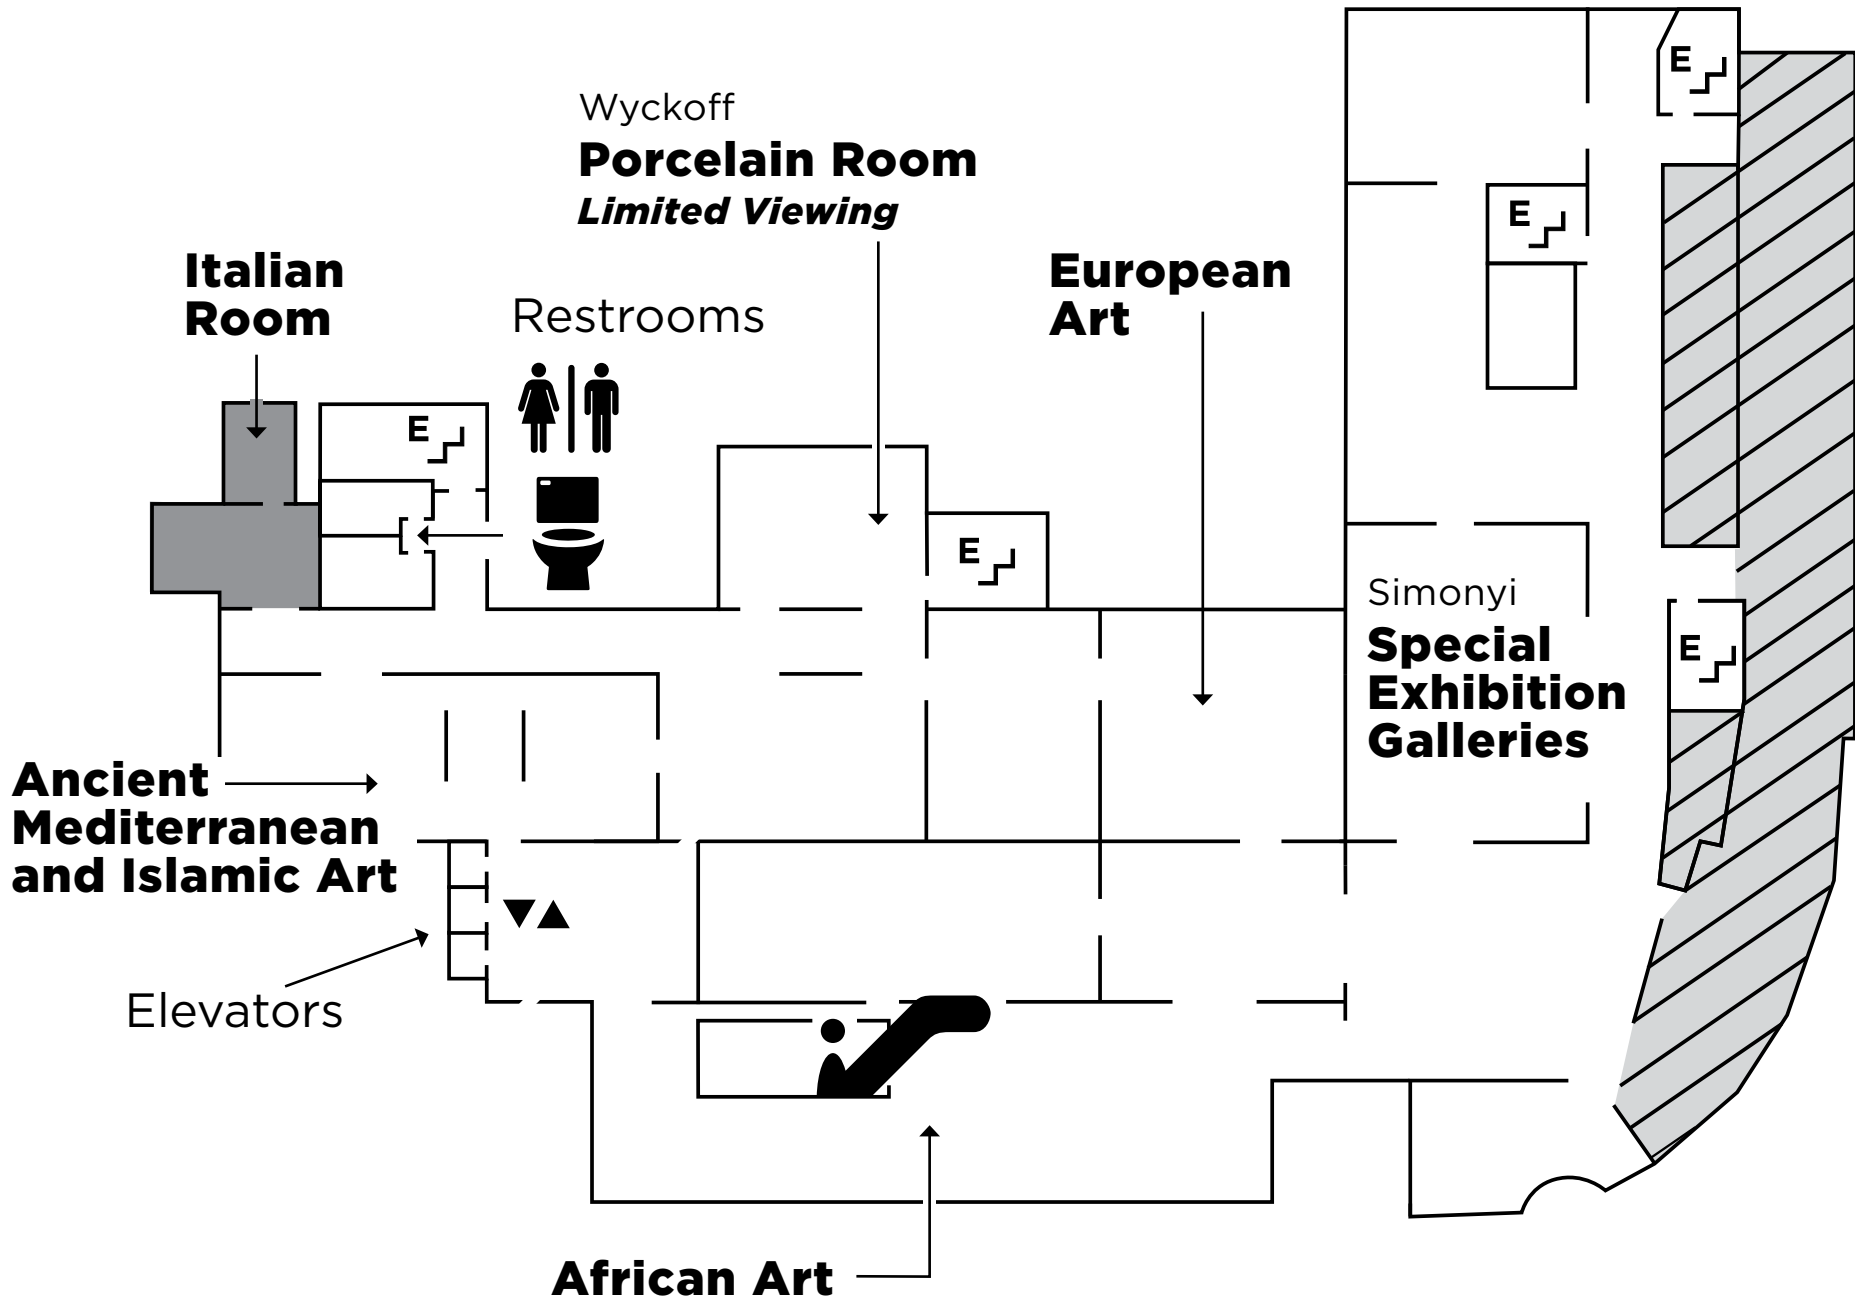 E
Wyckoff
Porcelain Room
Limited Viewing
E
Italian
Room
European
Art
Restrooms
E
E
Simonyi
Special
Exhibition
Galleries
E
Ancient
Mediterranean
and Islamic Art
Elevators
African Art